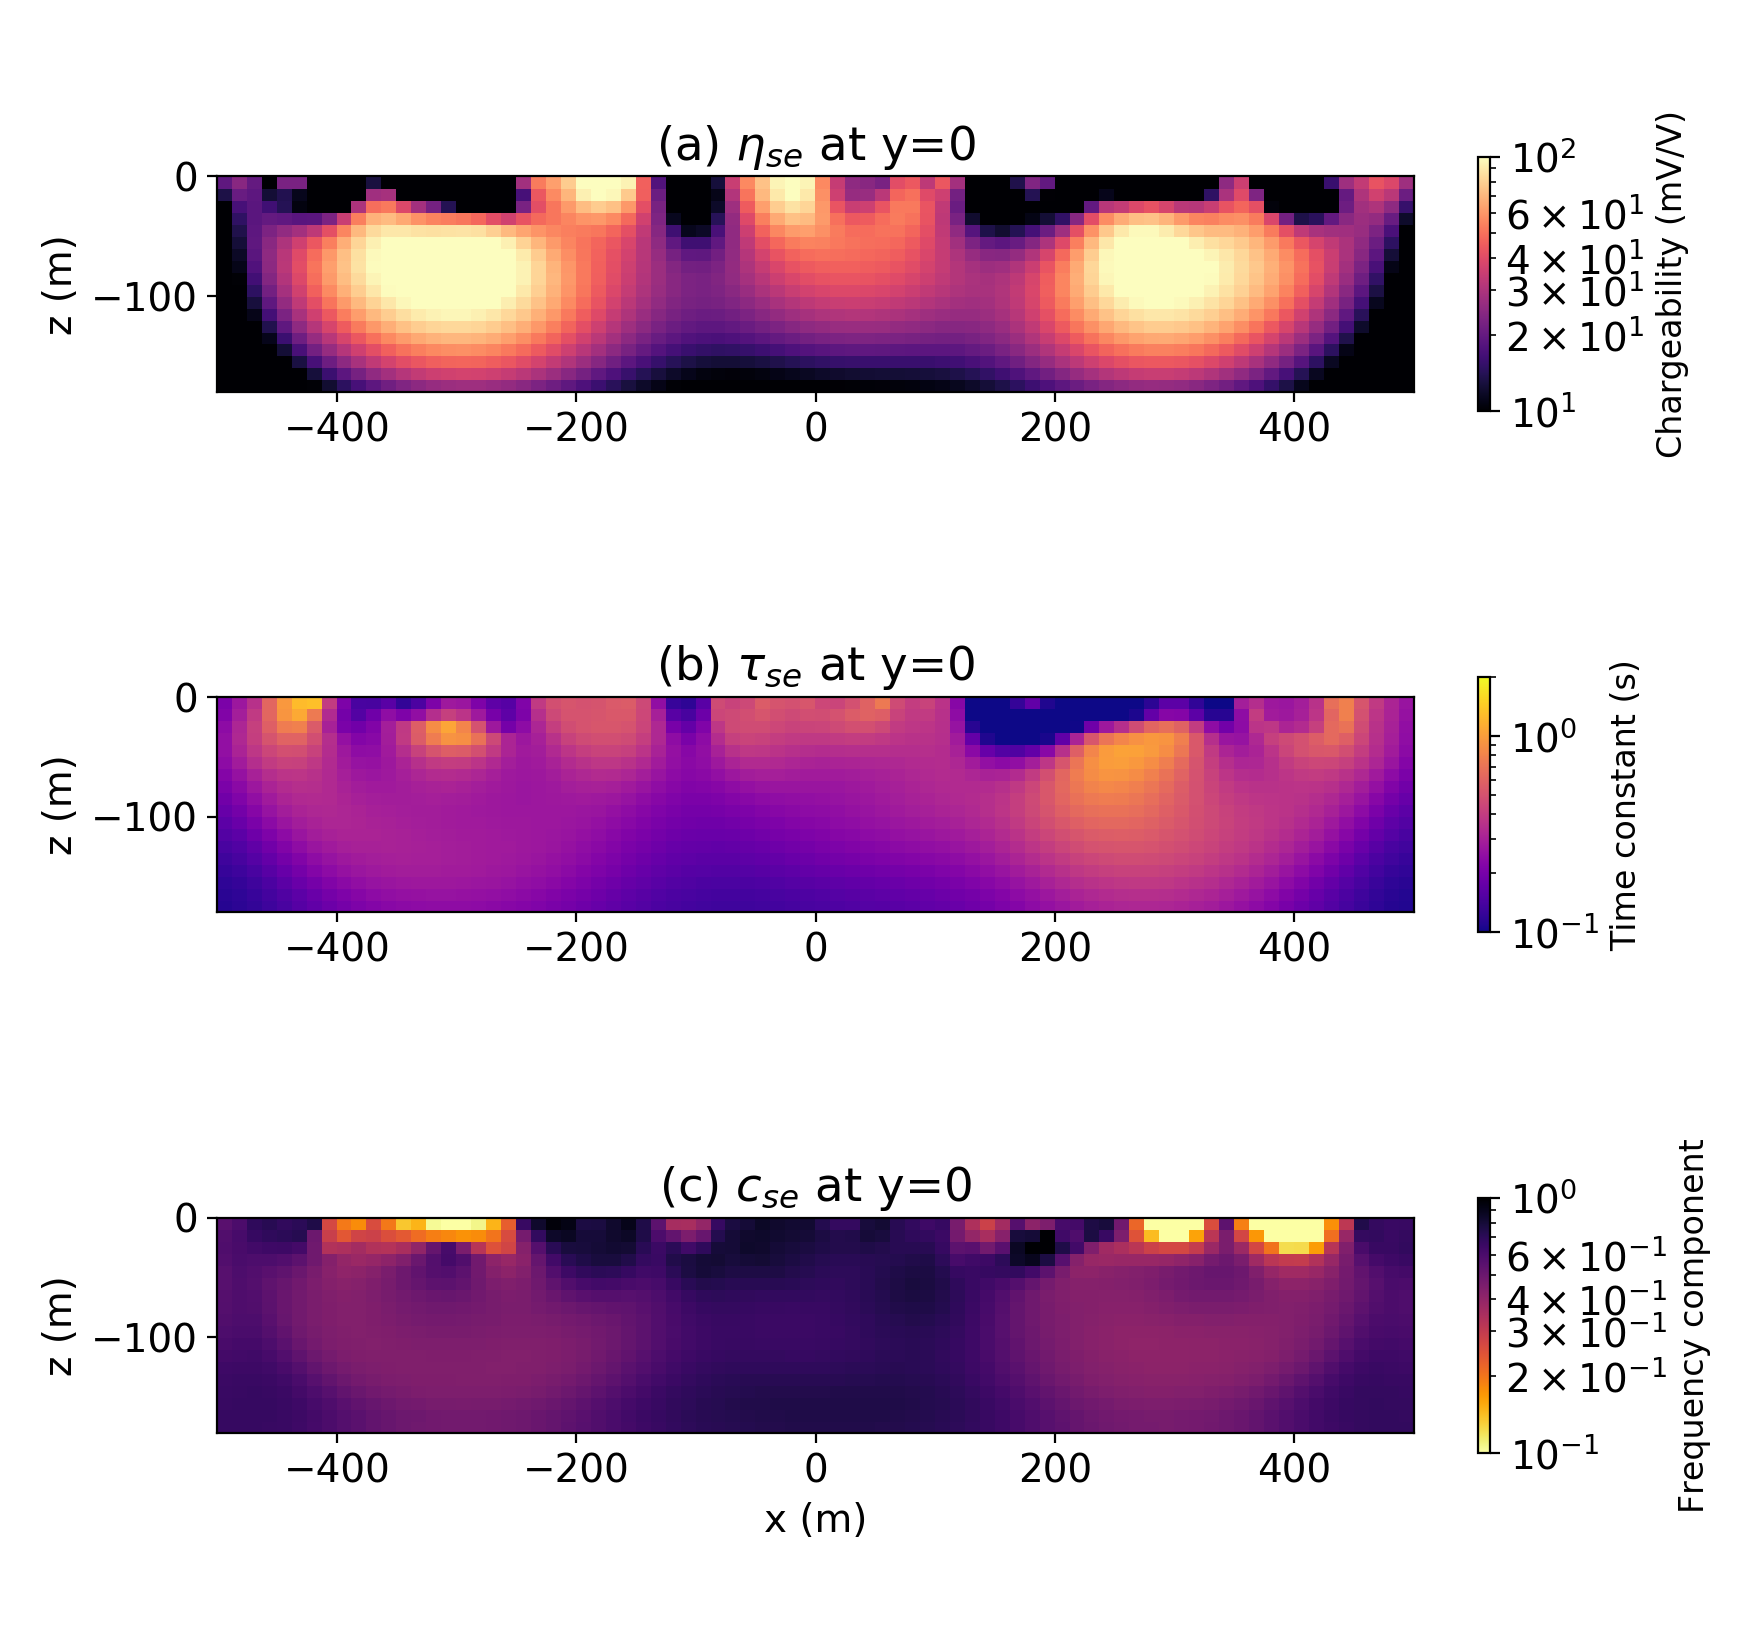 (a) ηse at y=0
0
−100
z (m)
−400 −200 0 200 400
10²
6 × 10¹
4 × 10¹
3 × 10¹
2 × 10¹
10¹
Chargeability (mV/V)
(b) τse at y=0
0
−100
z (m)
−400 −200 0 200 400
10⁰
10⁻¹
Time constant (s)
(c) cse at y=0
0
−100
z (m)
−400 −200 0 200 400
x (m)
10⁰
6 × 10⁻¹
4 × 10⁻¹
3 × 10⁻¹
2 × 10⁻¹
10⁻¹
Frequency component